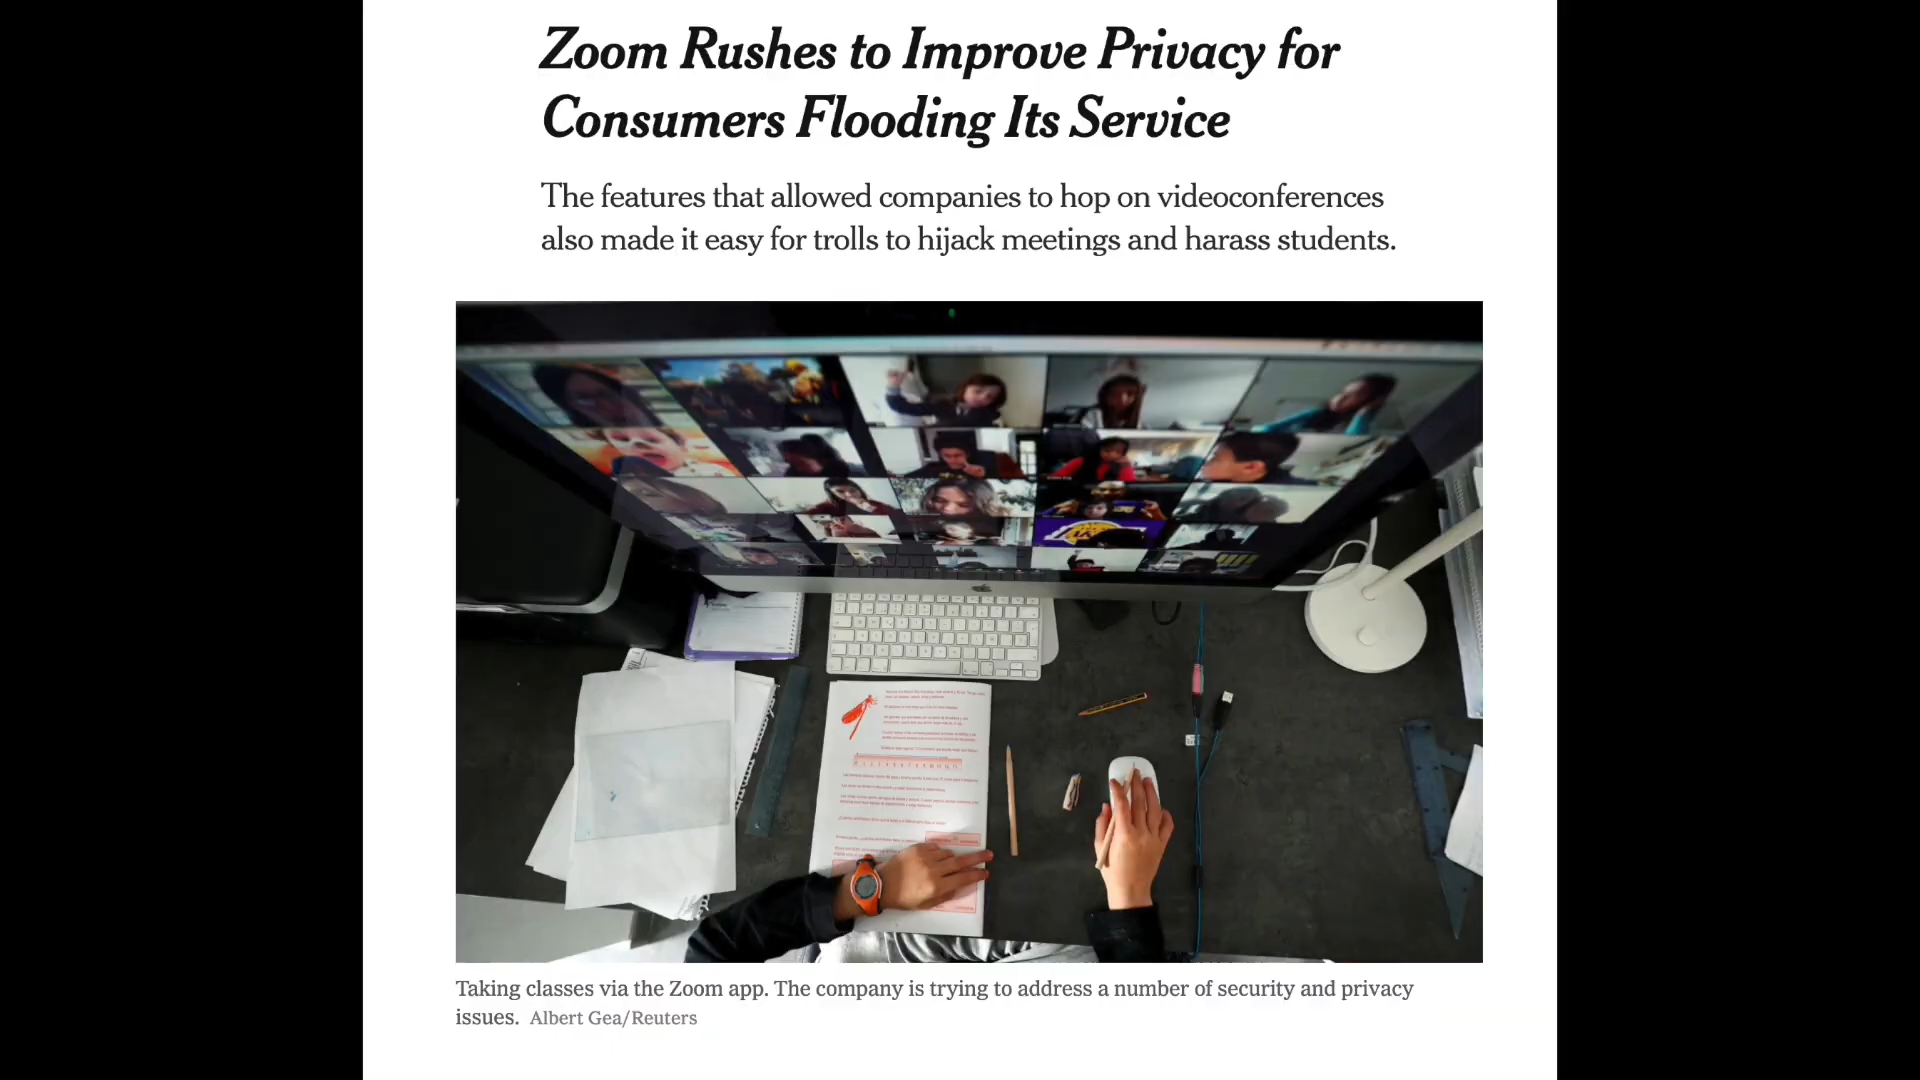 Zoom Rushes to Improve Privacy for
Consumers Flooding Its Service
The features that allowed companies to hop on videoconferences
also made it easy for trolls to hijack meetings and harass students.
Taking classes via the Zoom app. The company is trying to address a number of security and privacy
issues. Albert Gea/Reuters